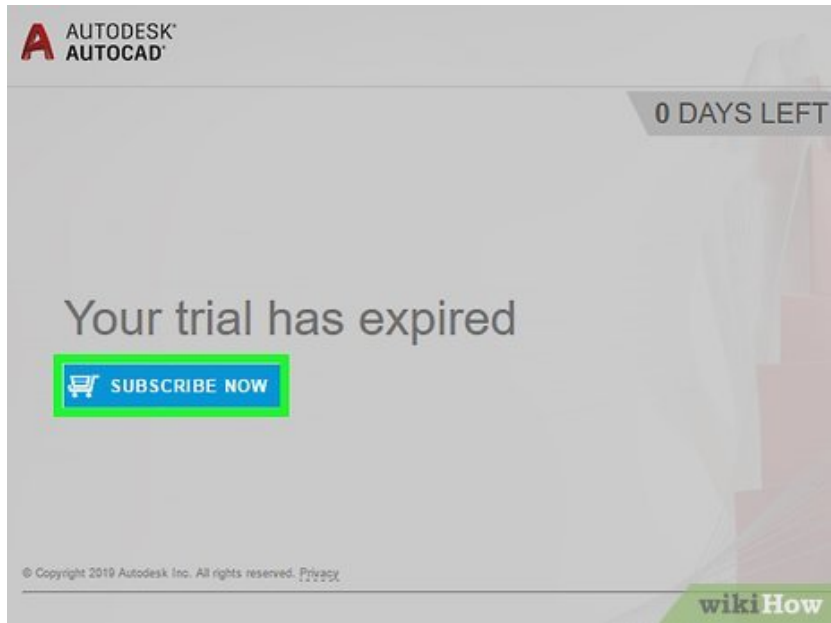 AUTODESK®
AUTOCAD®
0 DAYS LEFT
Your trial has expired
SUBSCRIBE NOW
© Copyright 2019 Autodesk Inc. All rights reserved. Privacy
wikiHow